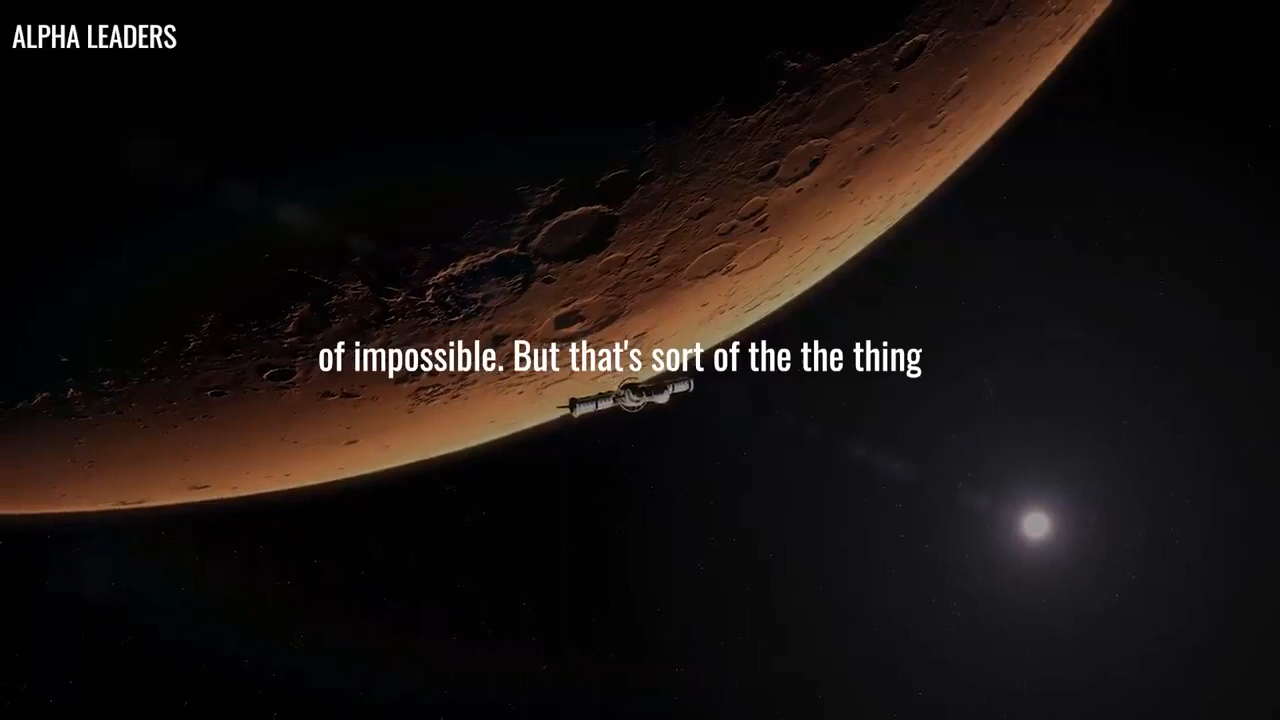 ALPHA LEADERS
of impossible. But that's sort of the the thing